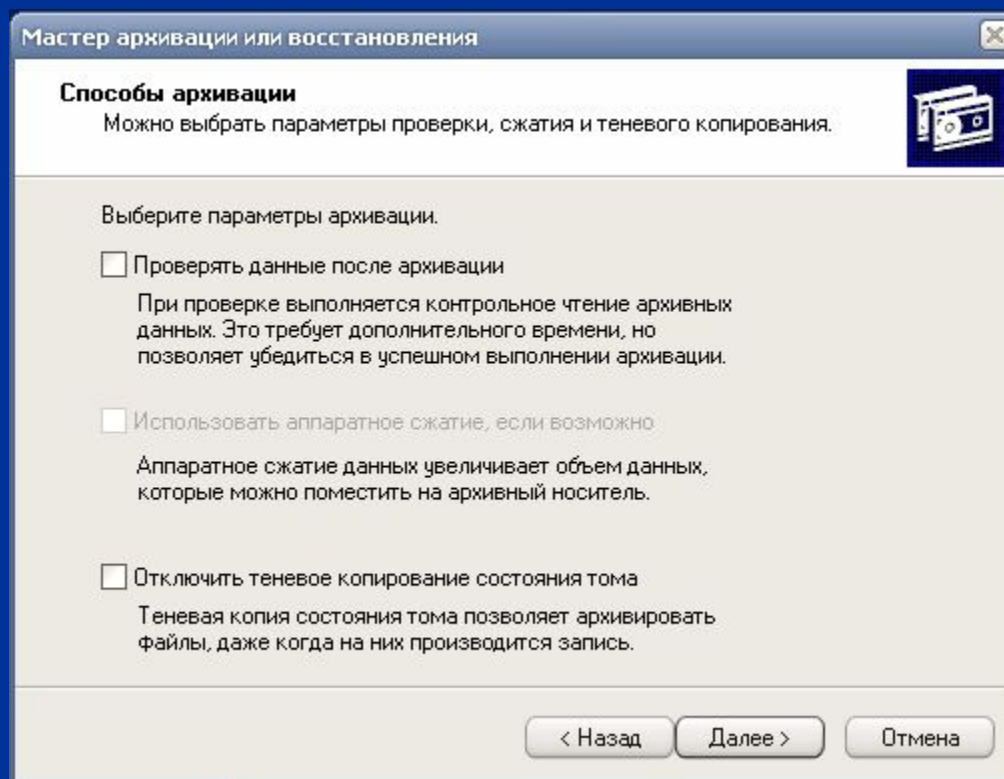 Мастер архивации или восстановления
Способы архивации
Можно выбрать параметры проверки, сжатия и теневого копирования.
Выберите параметры архивации.
Проверять данные после архивации
При проверке выполняется контрольное чтение архивных
данных. Это требует дополнительного времени, но
позволяет убедиться в успешном выполнении архивации.
Использовать аппаратное сжатие, если возможно
Аппаратное сжатие данных увеличивает объем данных,
которые можно поместить на архивный носитель.
Отключить теневое копирование состояния тома
Теневая копия состояния тома позволяет архивировать
файлы, даже когда на них производится запись.
< Назад Далее > Отмена